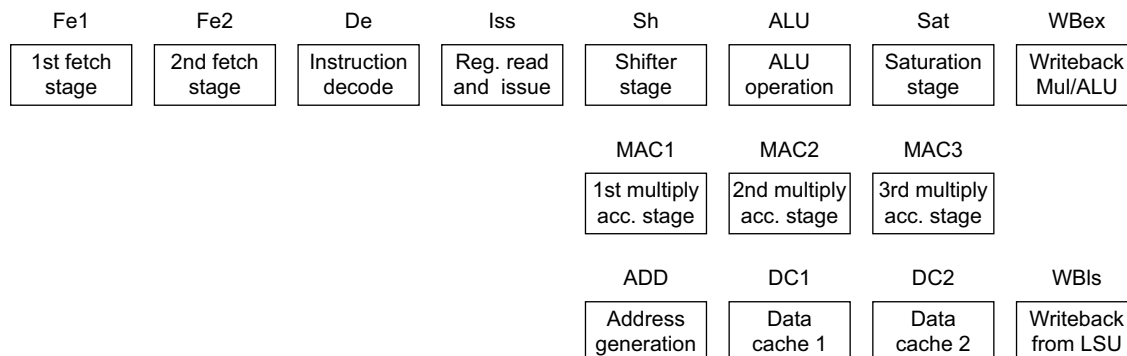 Fe1 Fe2 De Iss Sh ALU Sat WBex
1st fetch 2nd fetch Instruction Reg. read Shifter ALU Saturation Writeback
stage stage decode and issue stage operation stage Mul/ALU
MAC1 MAC2 MAC3
1st multiply 2nd multiply 3rd multiply
acc. stage acc. stage acc. stage
ADD DC1 DC2 WBls
Address Data Data Writeback
generation cache 1 cache 2 from LSU